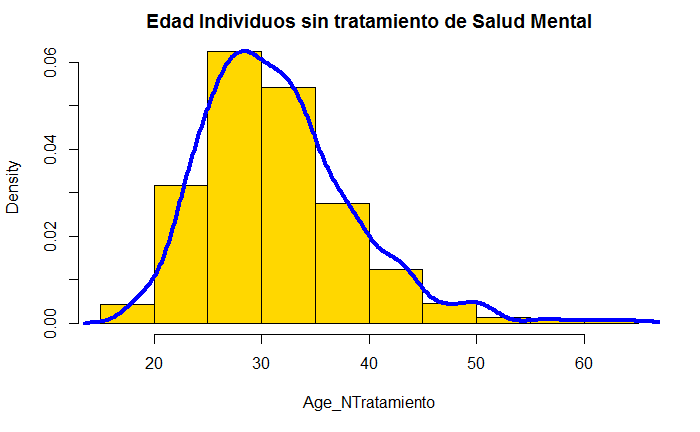 Edad Individuos sin tratamiento de Salud Mental
Density
0.06
0.04
0.02
0.00
20 30 40 50 60
Age_NTratamiento